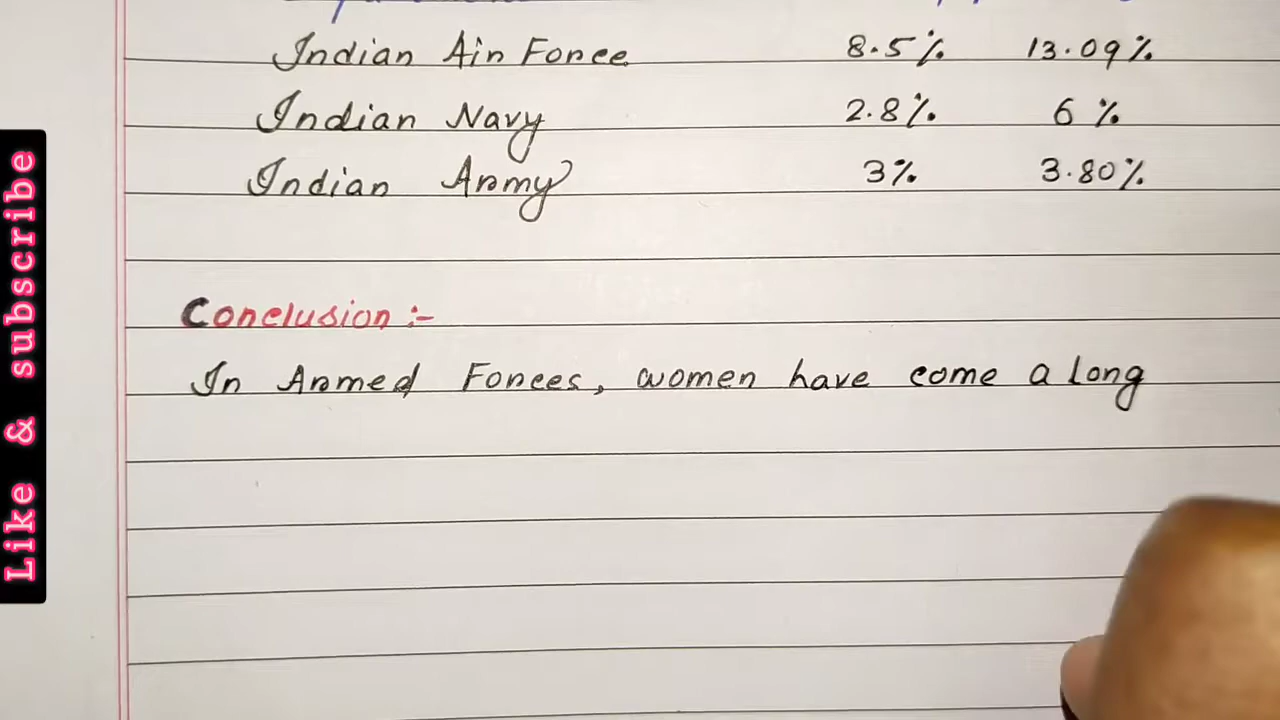 Indian Air Force 8.5% 13.09%
Indian Navy 2.8% 6 %
Indian Army 3% 3.80%
Conclusion :-
In Armed Forces, women have come a long
Like & subscribe